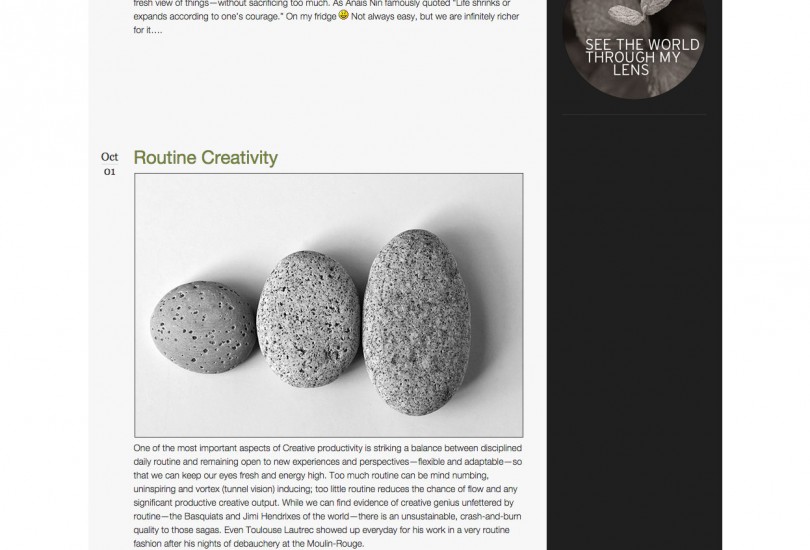 fresh view of things—without sacrificing too much. As Anais Nin famously quoted "Life shrinks or
expands according to one's courage." On my fridge Not always easy, but we are infinitely richer
for it….
SEE THE WORLD
THROUGH MY
LENS
Oct
01
Routine Creativity
One of the most important aspects of Creative productivity is striking a balance between disciplined
daily routine and remaining open to new experiences and perspectives—flexible and adaptable—so
that we can keep our eyes fresh and energy high. Too much routine can be mind numbing,
uninspiring and vortex (tunnel vision) inducing; too little routine reduces the chance of flow and any
significant productive creative output. While we can find evidence of creative genius unfettered by
routine—the Basquiats and Jimi Hendrixes of the world—there is an unsustainable, crash-and-burn
quality to those sagas. Even Toulouse Lautrec showed up everyday for his work in a very routine
fashion after his nights of debauchery at the Moulin-Rouge.